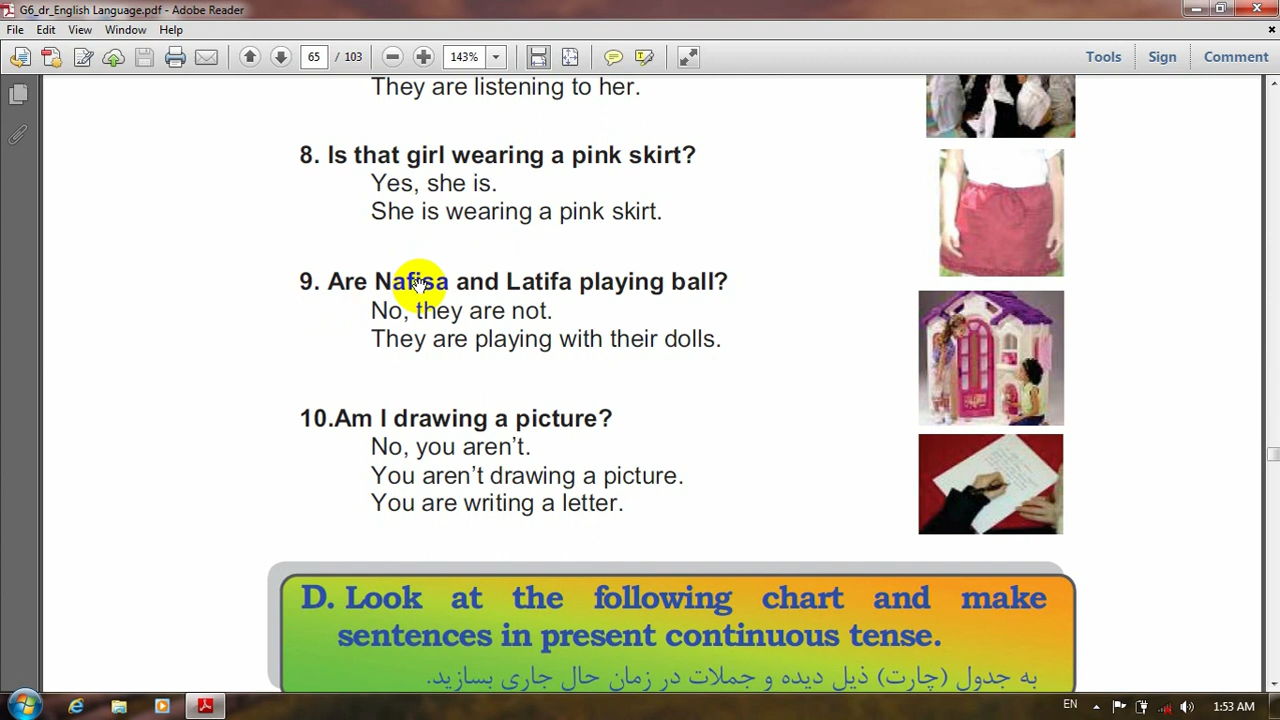 G6_dr_English Language.pdf - Adobe Reader
File Edit View Window Help
65 / 103 143% Tools Sign Comment
They are listening to her.
8. Is that girl wearing a pink skirt?
Yes, she is.
She is wearing a pink skirt.
9. Are Nafisa and Latifa playing ball?
No, they are not.
They are playing with their dolls.
10.Am I drawing a picture?
No, you aren’t.
You aren’t drawing a picture.
You are writing a letter.
D. Look at the following chart and make
sentences in present continuous tense.
به جدول (چارت) ذیل دیده و جملات در زمان حال جاری بسازید.
EN 1:53 AM